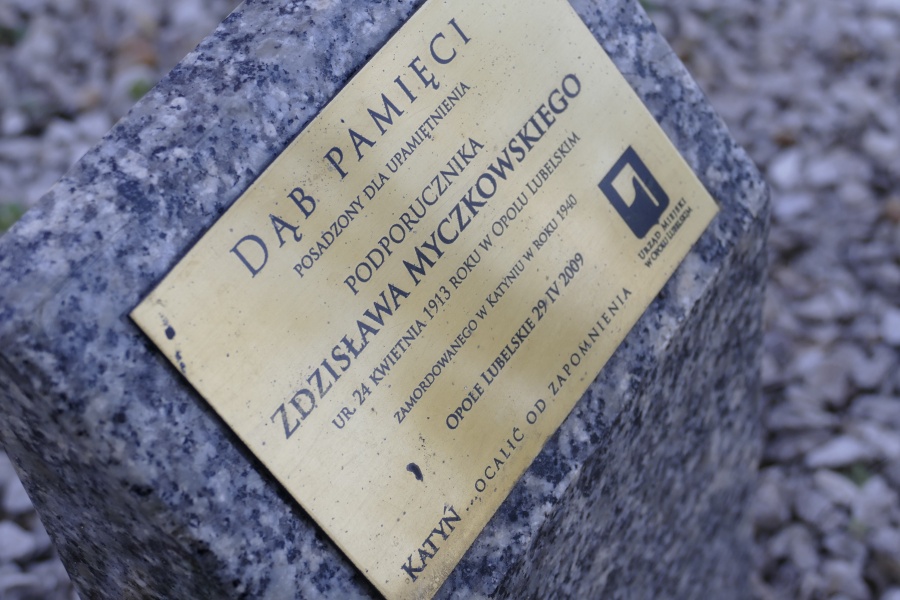 DĄB PAMIĘCI
POSADZONY DLA UPAMIĘTNIENIA
PODPORUCZNIKA
ZDZISŁAWA MYCZKOWSKIEGO
UR. 24 KWIETNIA 1913 ROKU W OPOLU LUBELSKIM
ZAMORDOWANEGO W KATYNIU W ROKU 1940
OPOLE LUBELSKIE 29 IV 2009
URZĄD MIEJSKI
W OPOLU LUBELSKIM
KATYŃ ...OCALIĆ OD ZAPOMNIENIA